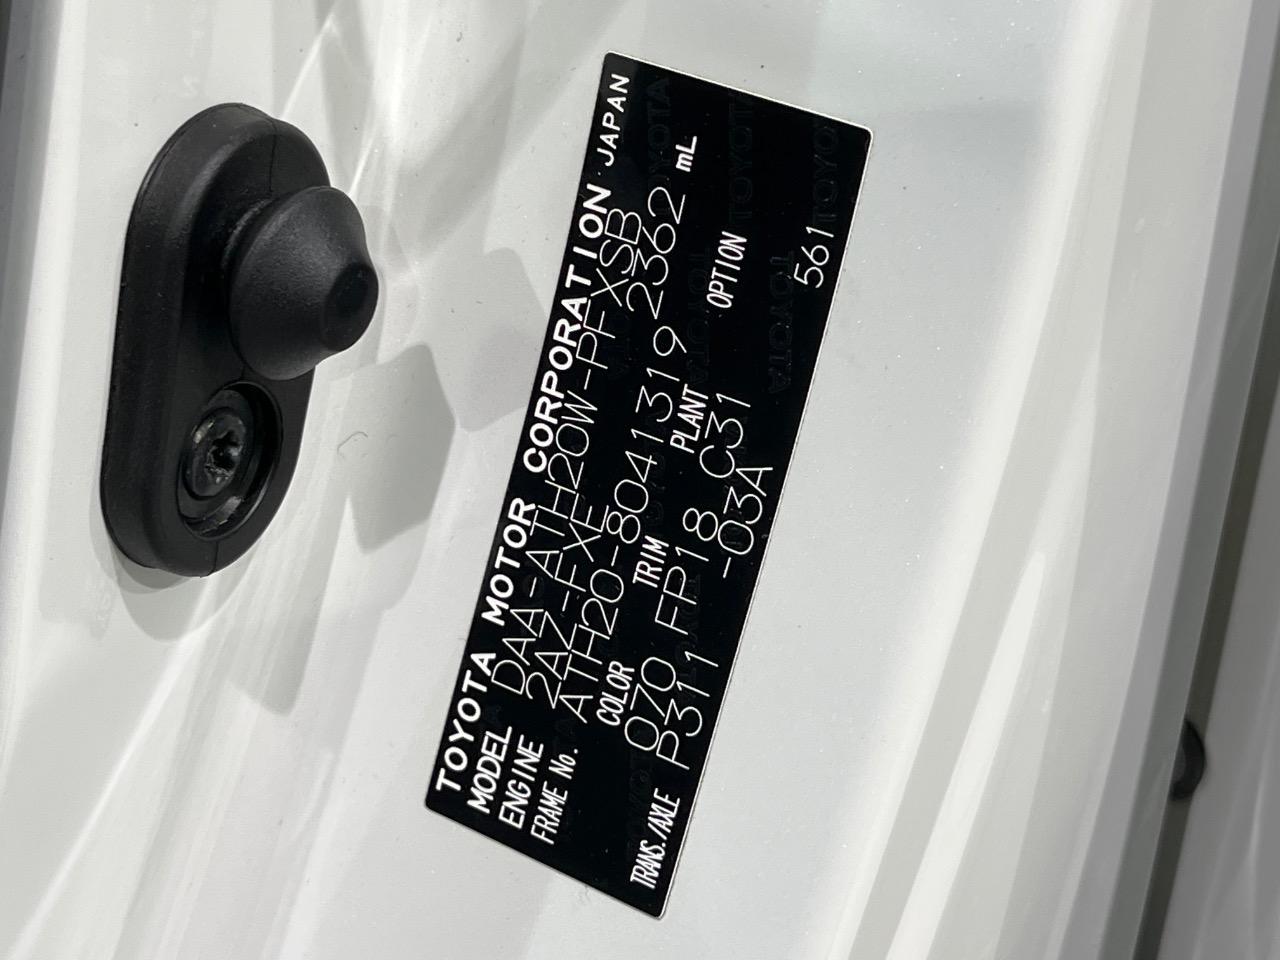 TOYOTA MOTOR CORPORATION JAPAN
MODEL DAA-ATH20W-PFXSB
ENGINE 2AZ-FXE 2362 mL
FRAME No. ATH20-8041319
COLOR TRIM PLANT OPTION
070 FP18 C31
TRANS./AXLE P311 -03A 561